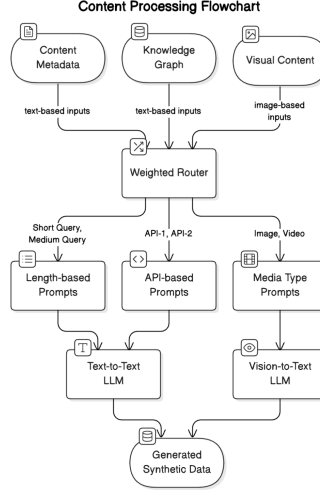 Content Processing Flowchart
Content
Metadata
Knowledge
Graph
Visual Content
text-based inputs
text-based inputs
image-based
inputs
Weighted Router
Short Query,
Medium Query
API-1, API-2
Image, Video
Length-based
Prompts
API-based
Prompts
Media Type
Prompts
T
Text-to-Text
LLM
Vision-to-Text
LLM
Generated
Synthetic Data